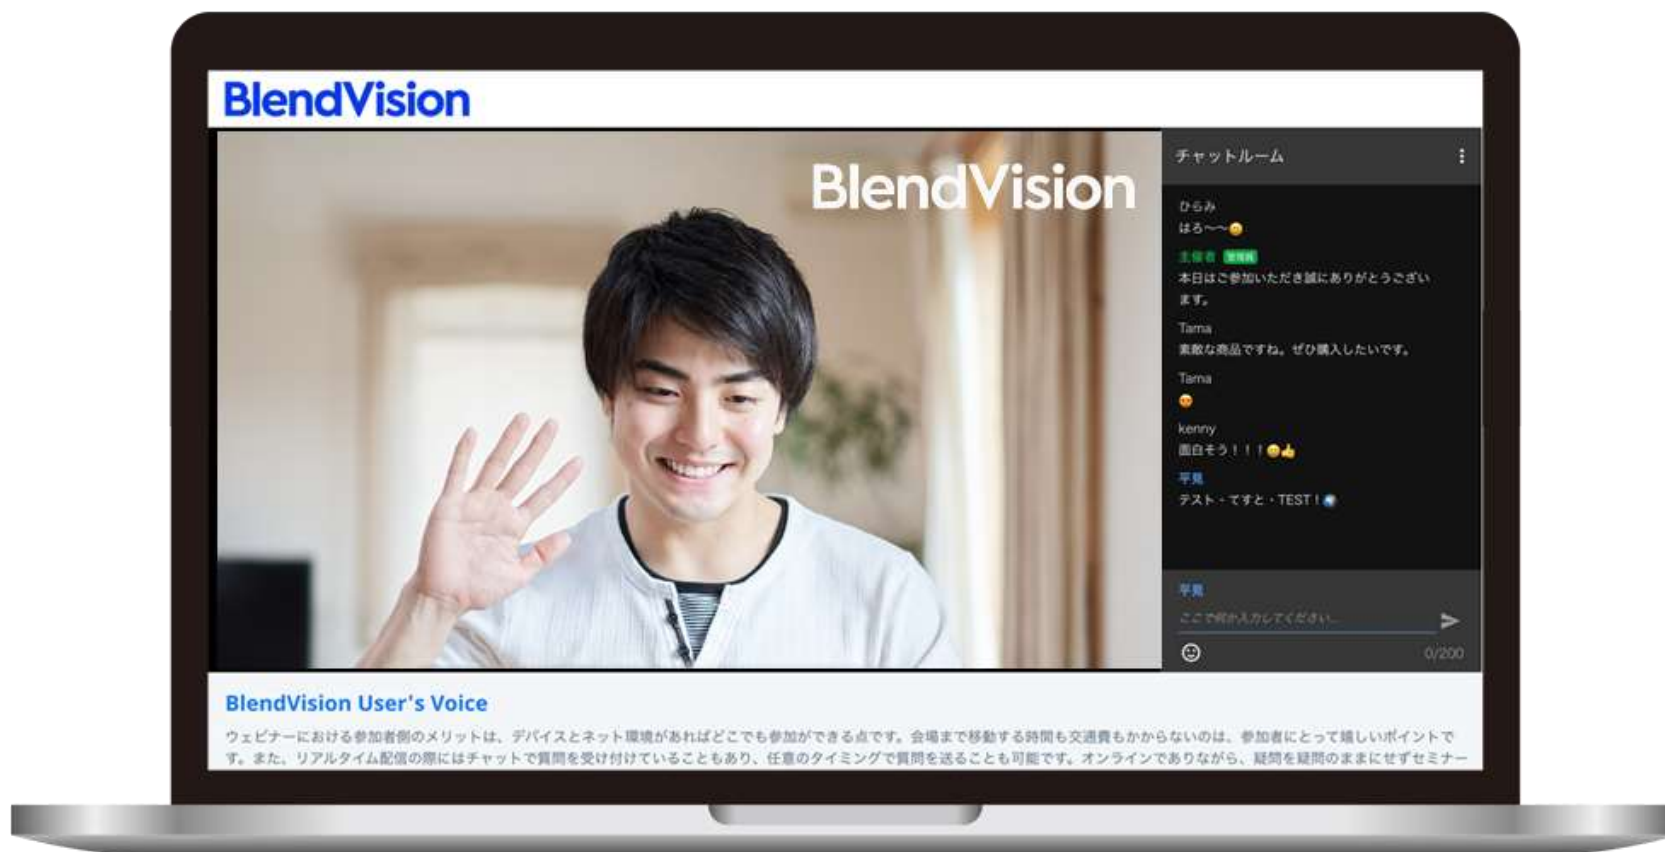 BlendVision
BlendVision
チャットルーム
ひらみ
はろ〜〜
主催者 管理員
本日はご参加いただき誠にありがとうござい
ます。
Tama
素敵な商品ですね。ぜひ購入したいです。
Tama
kenny
面白そう！！！
平見
テスト・てすと・TEST！
平見
ここで何か入力してください...
0/200
BlendVision User's Voice
ウェビナーにおける参加者側のメリットは、デバイスとネット環境があればどこでも参加ができる点です。会場まで移動する時間も交通費もかからないのは、参加者にとって嬉しいポイントで
す。また、リアルタイム配信の際にはチャットで質問を受け付けていることもあり、任意のタイミングで質問を送ることも可能です。オンラインでありながら、疑問を疑問のままにせずセミナー